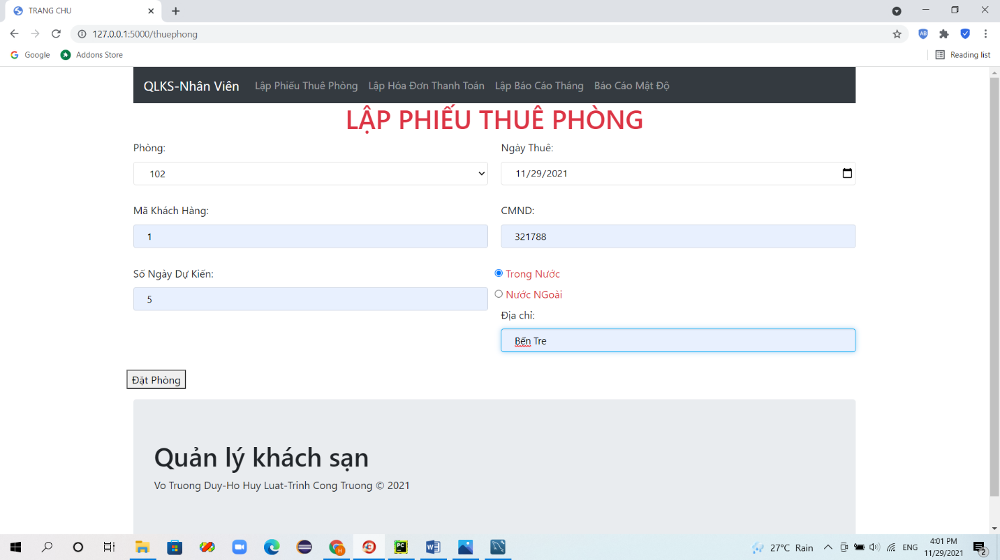 TRANG CHU
127.0.0.1:5000/thuephong
Google Addons Store Reading list
QLKS-Nhân Viên Lập Phiếu Thuê Phòng Lập Hóa Đơn Thanh Toán Lập Báo Cáo Tháng Báo Cáo Mật Độ
LẬP PHIẾU THUÊ PHÒNG
Phòng: Ngày Thuê:
102 11/29/2021
Mã Khách Hàng: CMND:
1 321788
Số Ngày Dự Kiến: Trong Nước
5 Nước NGoài
Địa chỉ:
Bến Tre
Đặt Phòng
Quản lý khách sạn
Vo Truong Duy-Ho Huy Luat-Trinh Cong Truong © 2021
27°C Rain ENG 4:01 PM
11/29/2021 2